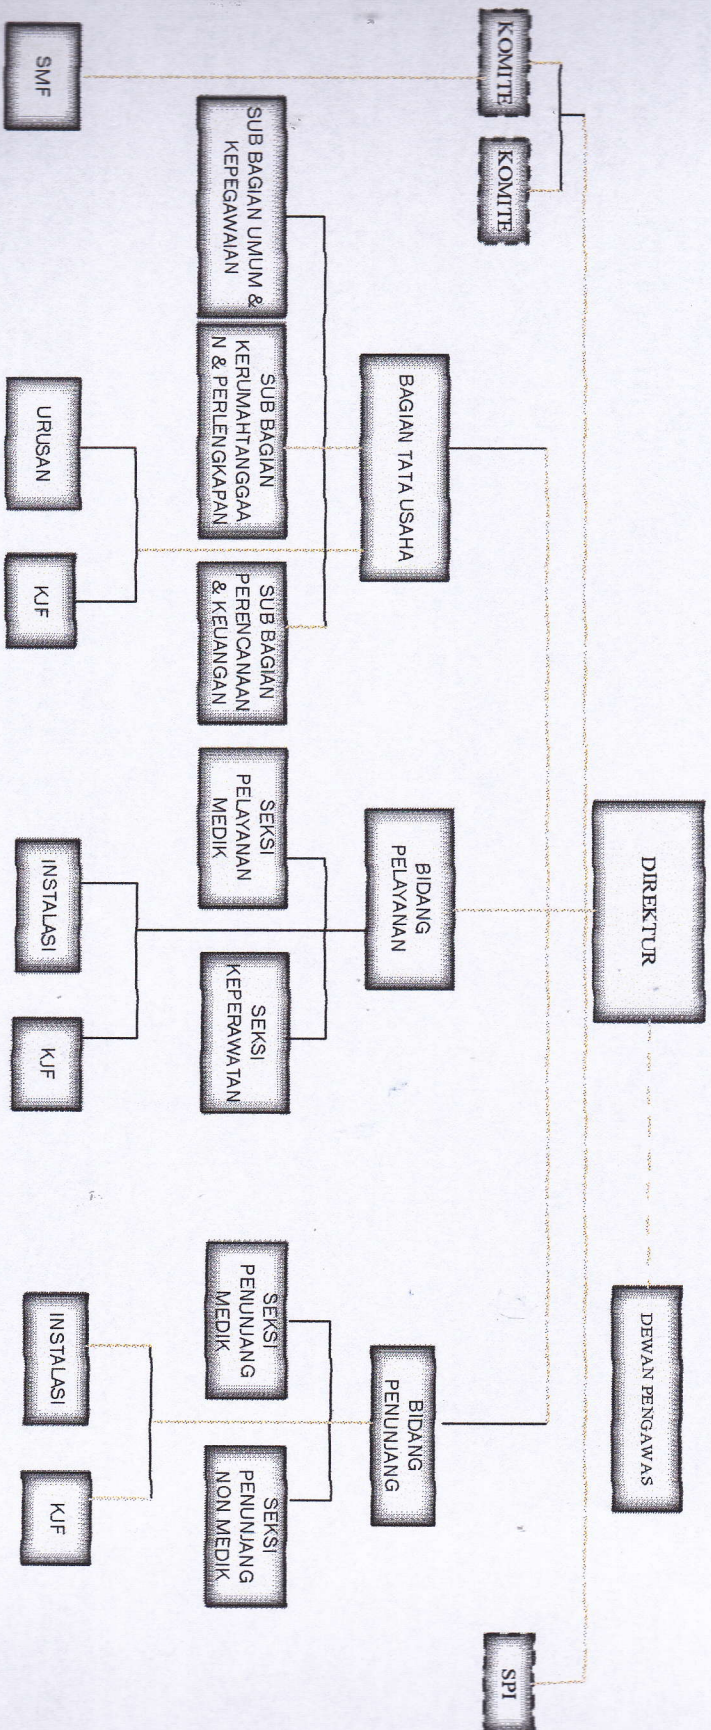 DIREKTUR
DEWAN PENGAWAS
KOMITE
KOMITE
SPI
BAGIAN TATA USAHA
BIDANG
PELAYANAN
BIDANG
PENUNJANG
SUB BAGIAN UMUM &
KEPEGAWAIAN
SUB BAGIAN
KERUMAHTANGGAA
N & PERLENGKAPAN
SUB BAGIAN
PERENCANAAN
& KEUANGAN
SEKSI
PELAYANAN
MEDIK
SEKSI
KEPERAWATAN
SEKSI
PENUNJANG
MEDIK
SEKSI
PENUNJANG
NON MEDIK
SMF
URUSAN
KJF
INSTALASI
KJF
INSTALASI
KJF